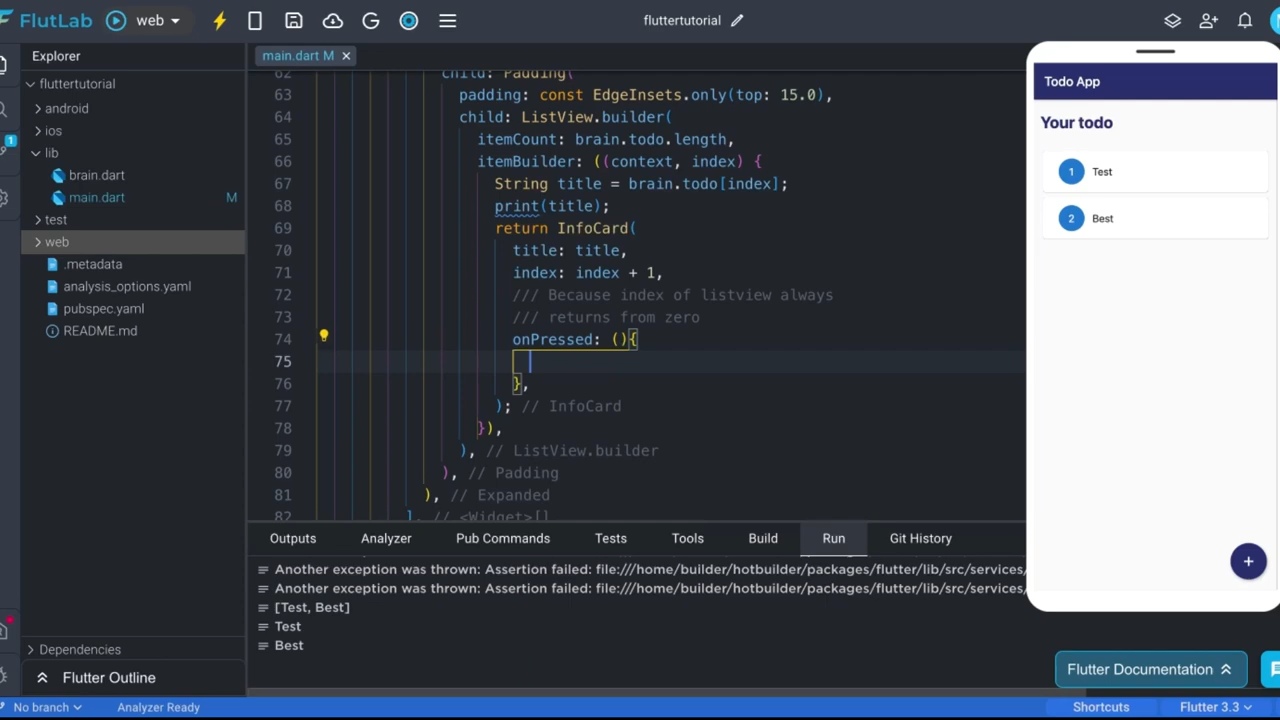 FlutLab
web
fluttertutorial
Explorer
main.dart M
fluttertutorial
android
ios
lib
brain.dart
main.dart M
test
web
.metadata
analysis_options.yaml
pubspec.yaml
README.md
Dependencies
Flutter Outline
1
62 child: Padding(
63 padding: const EdgeInsets.only(top: 15.0),
64 child: ListView.builder(
65 itemCount: brain.todo.length,
66 itemBuilder: ((context, index) {
67 String title = brain.todo[index];
68 print(title);
69 return InfoCard(
70 title: title,
71 index: index + 1,
72 /// Because index of listview always
73 /// returns from zero
74 onPressed: (){
75
76 },
77 ); // InfoCard
78 }),
79 ), // ListView.builder
80 ), // Padding
81 ), // Expanded
82 ], // <Widget>[]
Outputs Analyzer Pub Commands Tests Tools Build Run Git History
Another exception was thrown: Assertion failed: file:///home/builder/hotbuilder/packages/flutter/lib/src/services/
Another exception was thrown: Assertion failed: file:///home/builder/hotbuilder/packages/flutter/lib/src/services/
[Test, Best]
Test
Best
Todo App
Your todo
1 Test
2 Best
+
Flutter Documentation
No branch Analyzer Ready Shortcuts Flutter 3.3